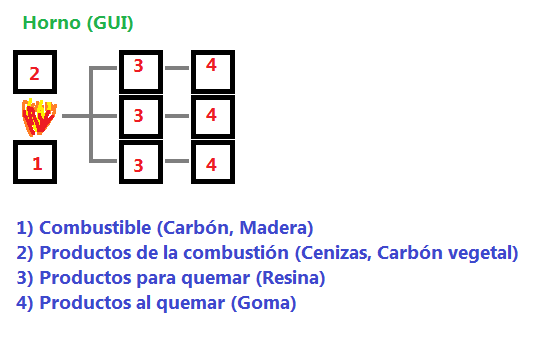 Horno (GUI)
2
3
4
3
4
1
3
4
1) Combustible (Carbón, Madera)
2) Productos de la combustión (Cenizas, Carbón vegetal)
3) Productos para quemar (Resina)
4) Productos al quemar (Goma)